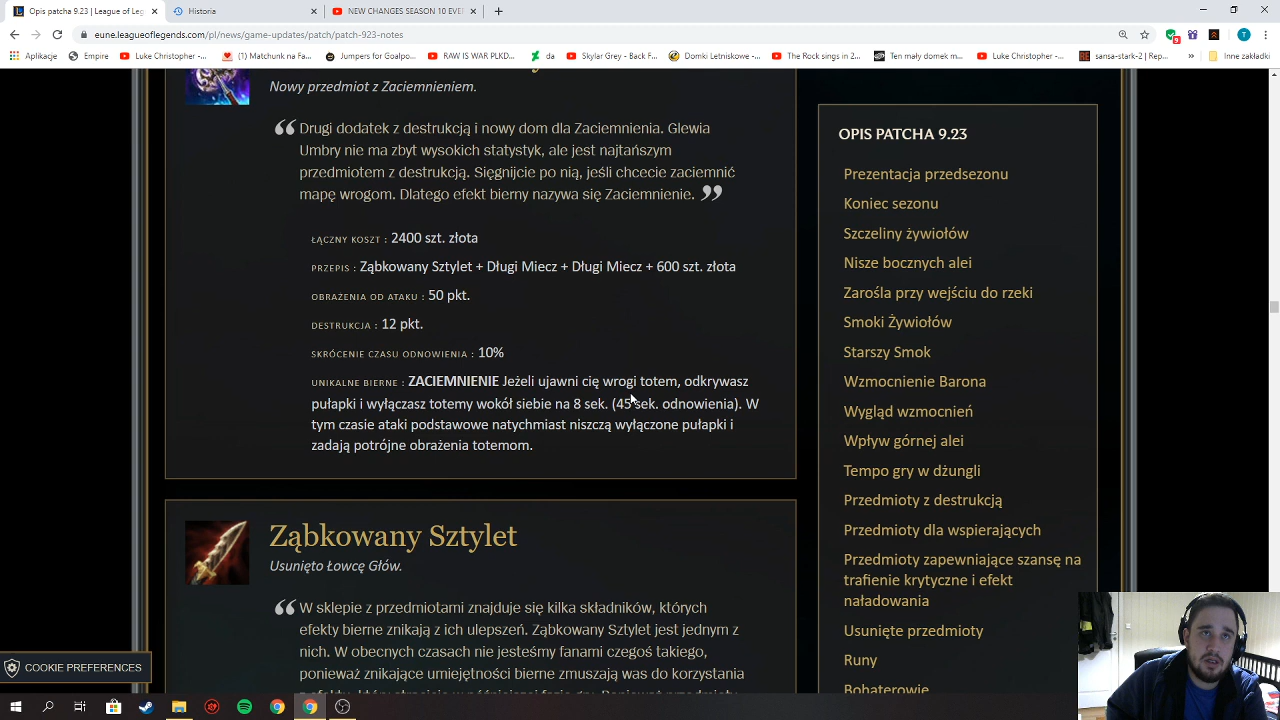 Opis patcha 9.23 | League of Leg
Historia
NEW CHANGES SEASON 10 EVE
eune.leagueoflegends.com/pl/news/game-updates/patch/patch-923-notes
Aplikacje
Empire
Luke Christopher -...
(1) Matchunk na Fa...
Jumpers for Goalpo...
RAW IS WAR PLKD...
da
Skylar Grey - Back F...
Domki Letniskowe -...
The Rock sings in 2...
Ten mały domek m...
Luke Christopher -...
sansa-stark-2 | Rep...
»
Inne zakładki
Nowy przedmiot z Zaciemnieniem.
Drugi dodatek z destrukcją i nowy dom dla Zaciemnienia. Glewia
Umbry nie ma zbyt wysokich statystyk, ale jest najtańszym
przedmiotem z destrukcją. Sięgnijcie po nią, jeśli chcecie zaciemnić
mapę wrogom. Dlatego efekt bierny nazywa się Zaciemnienie.
ŁĄCZNY KOSZT : 2400 szt. złota
PRZEPIS : Ząbkowany Sztylet + Długi Miecz + Długi Miecz + 600 szt. złota
OBRAŻENIA OD ATAKU : 50 pkt.
DESTRUKCJA : 12 pkt.
SKRÓCENIE CZASU ODNOWIENIA : 10%
UNIKALNE BIERNE : ZACIEMNIENIE Jeżeli ujawni cię wrogi totem, odkrywasz
pułapki i wyłączasz totemy wokół siebie na 8 sek. (45 sek. odnowienia). W
tym czasie ataki podstawowe natychmiast niszczą wyłączone pułapki i
zadają potrójne obrażenia totemom.
Ząbkowany Sztylet
Usunięto Łowcę Głów.
W sklepie z przedmiotami znajduje się kilka składników, których
efekty bierne znikają z ich ulepszeń. Ząbkowany Sztylet jest jednym z
nich. W obecnych czasach nie jesteśmy fanami czegoś takiego,
ponieważ znikające umiejętności bierne zmuszają was do korzystania
OPIS PATCHA 9.23
Prezentacja przedsezonu
Koniec sezonu
Szczeliny żywiołów
Nisze bocznych alei
Zarośla przy wejściu do rzeki
Smoki Żywiołów
Starszy Smok
Wzmocnienie Barona
Wygląd wzmocnień
Wpływ górnej alei
Tempo gry w dżungli
Przedmioty z destrukcją
Przedmioty dla wspierających
Przedmioty zapewniające szansę na
trafienie krytyczne i efekt
naładowania
Usunięte przedmioty
Runy
Bohaterowie
COOKIE PREFERENCES